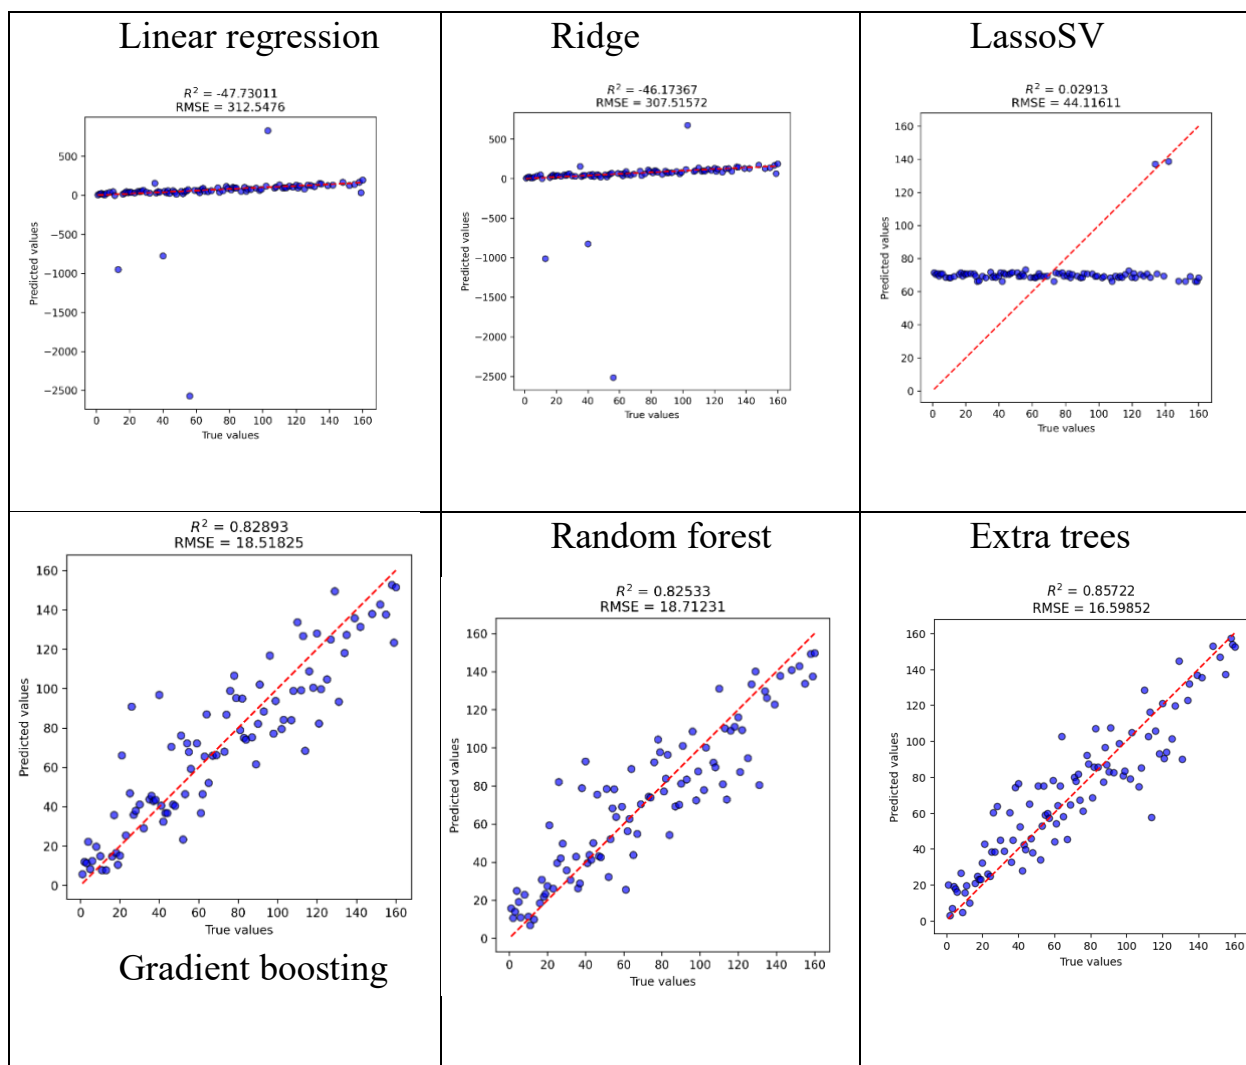 Linear regression
R² = -47.73011
RMSE = 312.5476
Predicted values
500
0
−500
−1000
−1500
−2000
−2500
0 20 40 60 80 100 120 140 160
True values
Ridge
R² = -46.17367
RMSE = 307.51572
Predicted values
500
0
−500
−1000
−1500
−2000
−2500
0 20 40 60 80 100 120 140 160
True values
LassoSV
R² = 0.02913
RMSE = 44.11611
Predicted values
160
140
120
100
80
60
40
20
0
0 20 40 60 80 100 120 140 160
True values
R² = 0.82893
RMSE = 18.51825
Predicted values
160
140
120
100
80
60
40
20
0
0 20 40 60 80 100 120 140 160
True values
Gradient boosting
Random forest
R² = 0.82533
RMSE = 18.71231
Predicted values
160
140
120
100
80
60
40
20
0
0 20 40 60 80 100 120 140 160
True values
Extra trees
R² = 0.85722
RMSE = 16.59852
Predicted values
160
140
120
100
80
60
40
20
0
0 20 40 60 80 100 120 140 160
True values